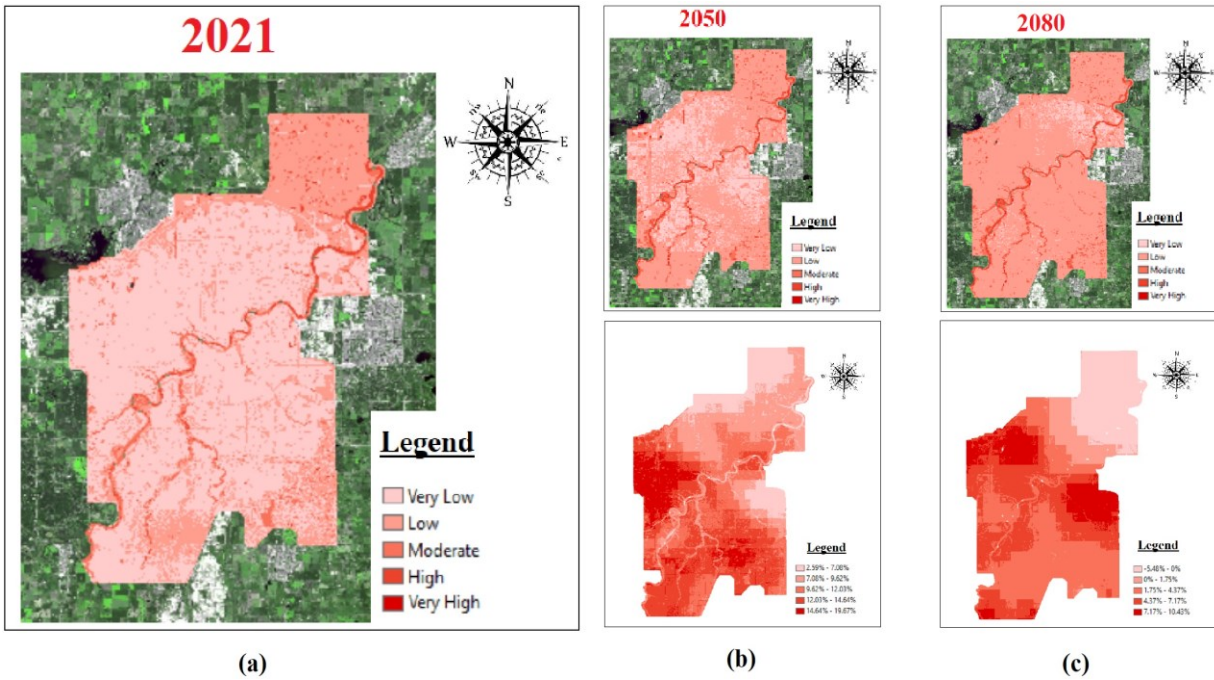 2021
N
W
E
S
Legend
Very Low
Low
Moderate
High
Very High
(a)
2050
N
W
S
Legend
Very Low
Low
Moderate
High
Very High
N
W
S
Legend
2.59% - 7.08%
7.08% - 9.62%
9.62% - 12.03%
12.03% - 14.64%
14.64% - 19.67%
(b)
2080
N
W
E
S
Legend
Very Low
Low
Moderate
High
Very High
N
W
S
Legend
-5.48% - 0%
0% - 1.75%
1.75% - 4.37%
4.37% - 7.17%
7.17% - 10.43%
(c)